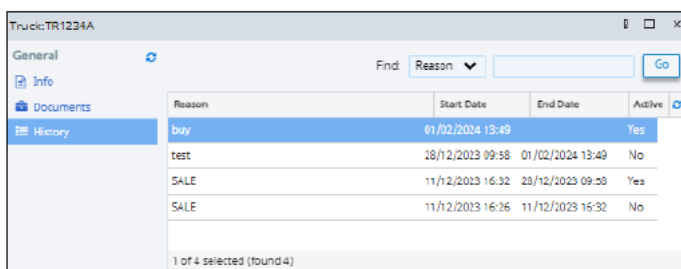 Truck:TR1234A
General
Info
Documents
History
Find: Reason Go
Reason Start Date End Date Active
buy 01/02/2024 13:49 Yes
test 28/12/2023 09:58 01/02/2024 13:49 No
SALE 11/12/2023 16:32 28/12/2023 09:58 Yes
SALE 11/12/2023 16:26 11/12/2023 16:32 No
1 of 4 selected (found 4)